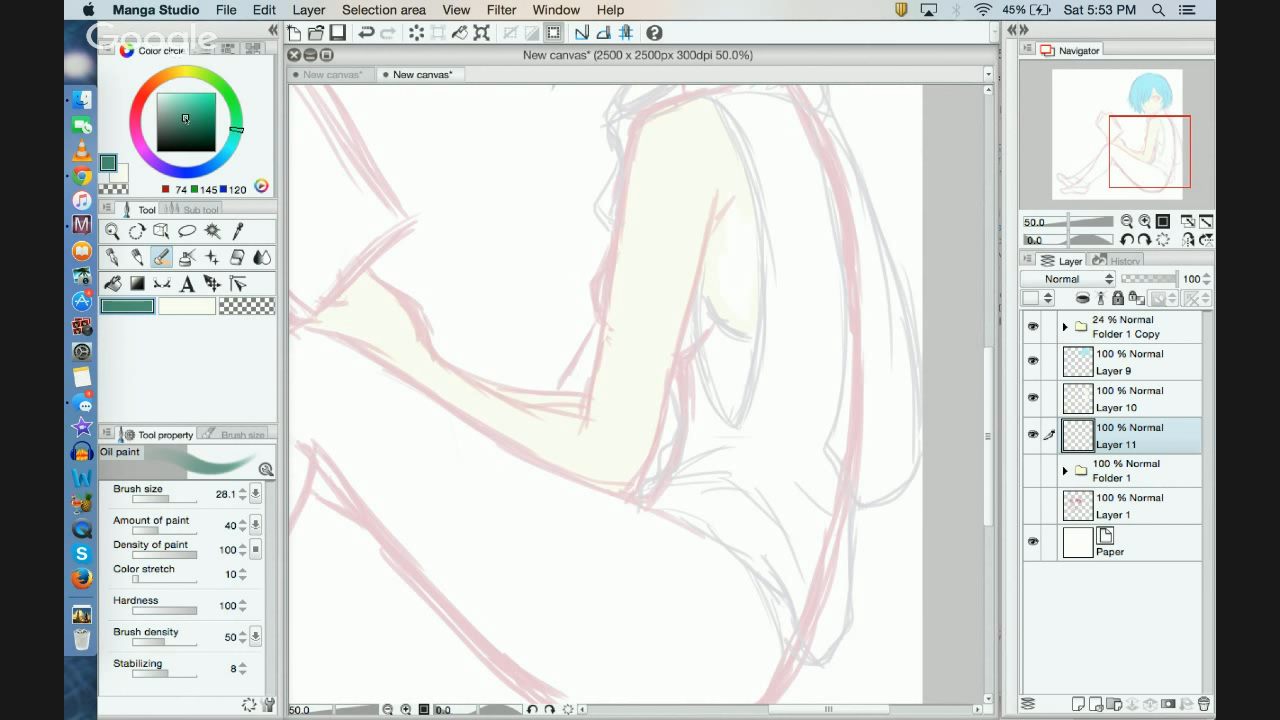 Manga Studio File Edit Layer Selection area View Filter Window Help
45% Sat 5:53 PM
Google
Color circle
New canvas* (2500 x 2500px 300dpi 50.0%)
Navigator
New canvas* New canvas*
74 145 120
Tool Sub tool
50.0
0.0
Layer History
Normal 100
24 % Normal
Folder 1 Copy
100 % Normal
Layer 9
100 % Normal
Layer 10
100 % Normal
Layer 11
100 % Normal
Folder 1
100 % Normal
Layer 1
Paper
Tool property Brush size
Oil paint
Brush size 28.1
Amount of paint 40
Density of paint 100
Color stretch 10
Hardness 100
Brush density 50
Stabilizing 8
50.0 0.0